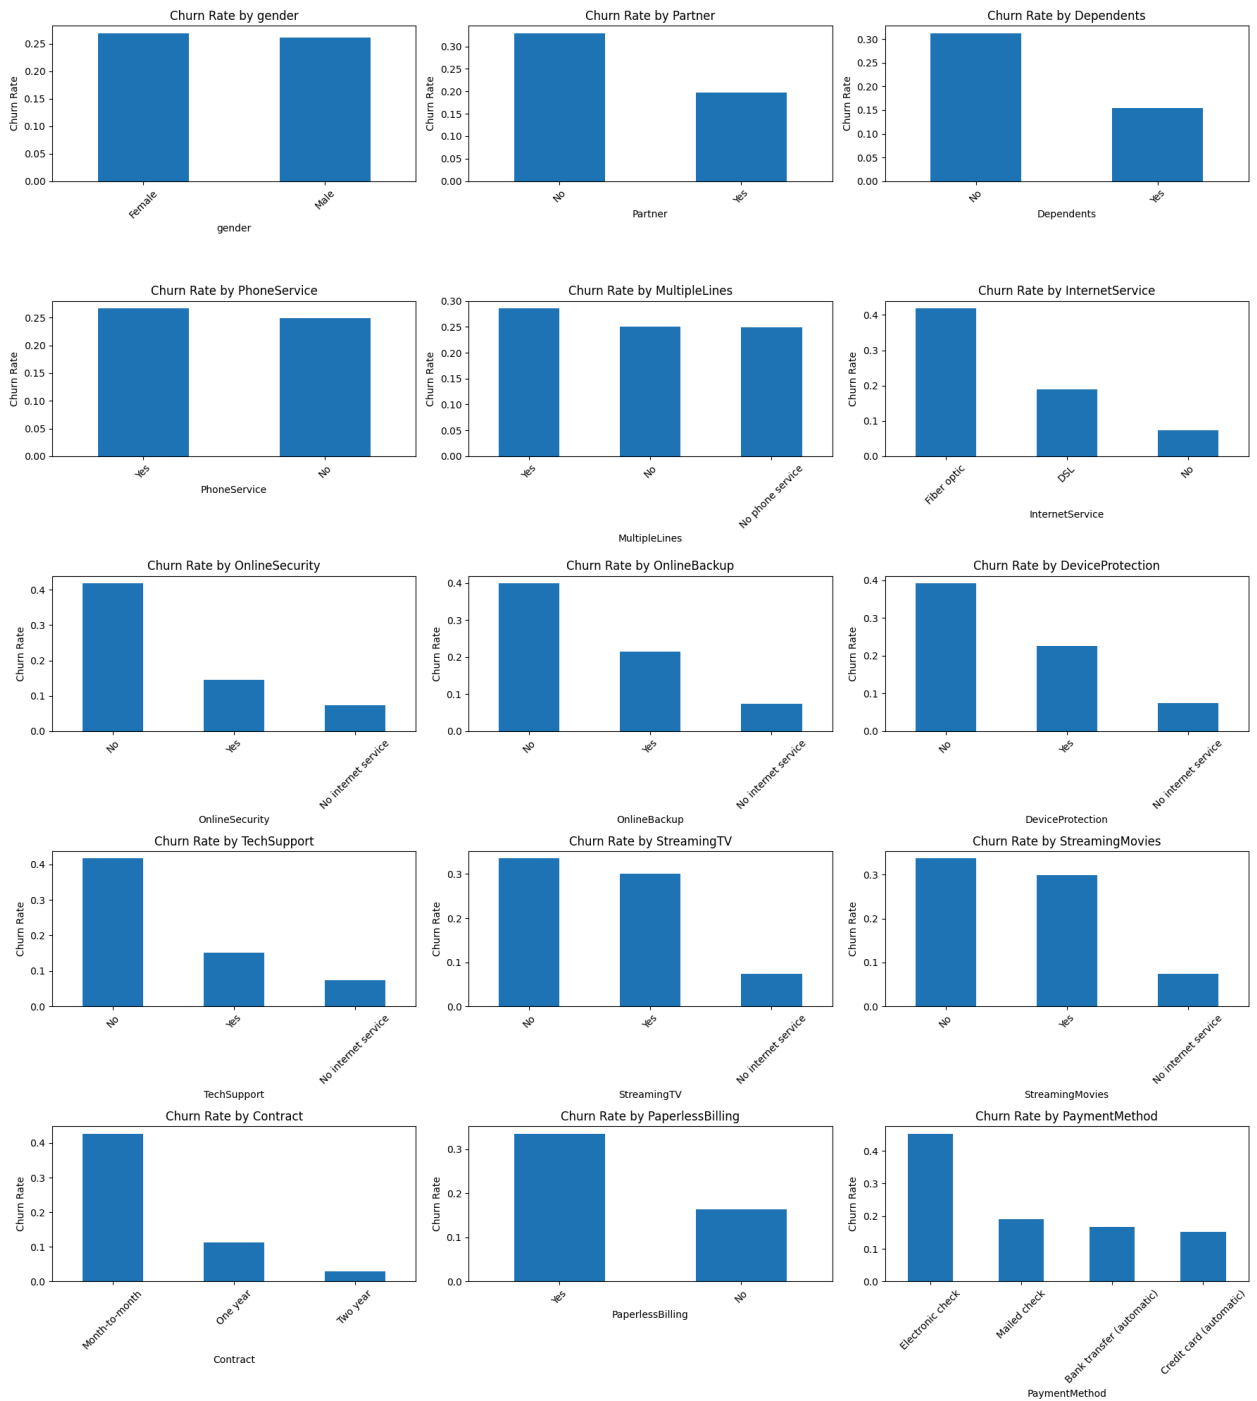 Churn Rate by gender
Churn Rate
0.25
0.20
0.15
0.10
0.05
0.00
Female
Male
gender
Churn Rate by Partner
Churn Rate
0.30
0.25
0.20
0.15
0.10
0.05
0.00
No
Yes
Partner
Churn Rate by Dependents
Churn Rate
0.30
0.25
0.20
0.15
0.10
0.05
0.00
No
Yes
Dependents
Churn Rate by PhoneService
Churn Rate
0.25
0.20
0.15
0.10
0.05
0.00
Yes
No
PhoneService
Churn Rate by MultipleLines
Churn Rate
0.30
0.25
0.20
0.15
0.10
0.05
0.00
Yes
No
No phone service
MultipleLines
Churn Rate by InternetService
Churn Rate
0.4
0.3
0.2
0.1
0.0
Fiber optic
DSL
No
InternetService
Churn Rate by OnlineSecurity
Churn Rate
0.4
0.3
0.2
0.1
0.0
No
Yes
No internet service
OnlineSecurity
Churn Rate by OnlineBackup
Churn Rate
0.4
0.3
0.2
0.1
0.0
No
Yes
No internet service
OnlineBackup
Churn Rate by DeviceProtection
Churn Rate
0.4
0.3
0.2
0.1
0.0
No
Yes
No internet service
DeviceProtection
Churn Rate by TechSupport
Churn Rate
0.4
0.3
0.2
0.1
0.0
No
Yes
No internet service
TechSupport
Churn Rate by StreamingTV
Churn Rate
0.3
0.2
0.1
0.0
No
Yes
No internet service
StreamingTV
Churn Rate by StreamingMovies
Churn Rate
0.3
0.2
0.1
0.0
No
Yes
No internet service
StreamingMovies
Churn Rate by Contract
Churn Rate
0.4
0.3
0.2
0.1
0.0
Month-to-month
One year
Two year
Contract
Churn Rate by PaperlessBilling
Churn Rate
0.3
0.2
0.1
0.0
Yes
No
PaperlessBilling
Churn Rate by PaymentMethod
Churn Rate
0.4
0.3
0.2
0.1
0.0
Electronic check
Mailed check
Bank transfer (automatic)
Credit card (automatic)
PaymentMethod